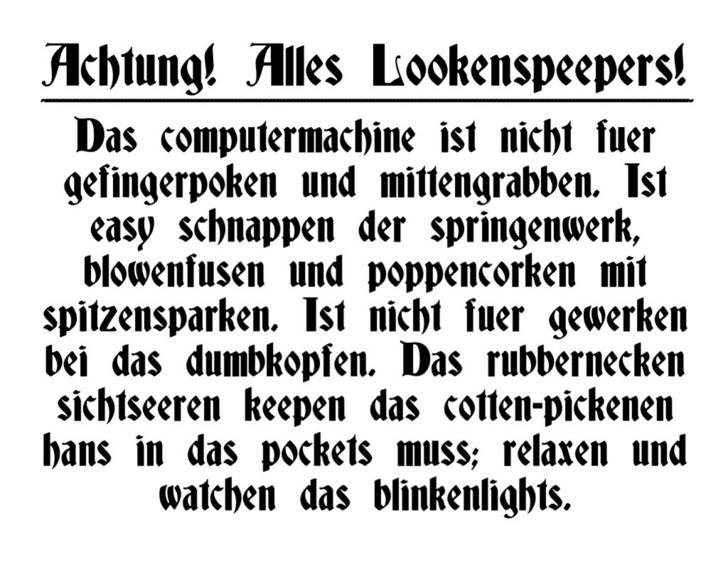 Achtung! Alles Lookenspeepers!
Das computermachine ist nicht fuer
gefingerpoken und mittengrabben. Ist
easy schnappen der springenwerk,
blowenfusen und poppencorken mit
spitzensparken. Ist nicht fuer gewerken
bei das dumbkopfen. Das rubbernecken
sichtseeren keepen das cotten-pickenen
hans in das pockets muss; relaxen und
watchen das blinkenlights.